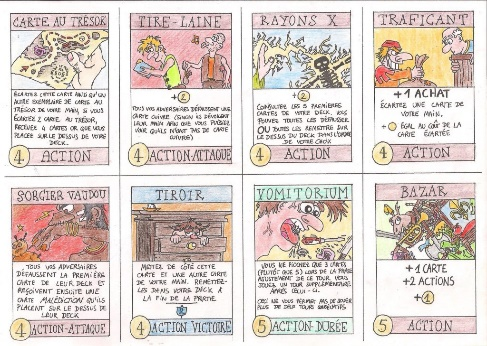 CARTE AU TRÉSOR
ÉCARTEZ CETTE CARTE AINSI QU'UN
AUTRE EXEMPLAIRE DE CARTE AU
TRÉSOR DE VOTRE MAIN. SI VOUS
ÉCARTEZ 2 CARTE AU TRÉSOR,
RECEVEZ 4 CARTES OR QUE VOUS
PLACEZ SUR LE DESSUS DE VOTRE
DECK.
4 ACTION
TIRE-LAINE
+2
TOUS VOS ADVERSAIRES DÉFAUSSENT UNE
CARTE CUIVRE (SINON ILS DÉVOILENT
LEUR MAIN AFIN QUE VOUS PUISSIEZ
VOIR QU'ILS N'ONT PAS DE CARTE
CUIVRE)
4 ACTION-ATTAQUE
RAYONS X
+2
CONSULTEZ LES 5 PREMIÈRES
CARTES DE VOTRE DECK. VOUS
POUVEZ TOUTES LES DÉFAUSSER
OU TOUTES LES REMETTRE SUR
LE DESSUS DU DECK DANS L'ORDRE
DE VOTRE CHOIX
4 ACTION
TRAFIQANT
+1 ACHAT
ÉCARTEZ UNE CARTE DE
VOTRE MAIN.
+ ÉGAL AU COÛT DE LA
CARTE ÉCARTÉE
4 ACTION
SORCIER VAUDOU
TOUS VOS ADVERSAIRES
DÉFAUSSENT LA PREMIÈRE
CARTE DE LEUR DECK ET
REÇOIVENT ENSUITE UNE
CARTE MALÉDICTION QU'ILS
PLACENT SUR LE DESSUS DE
LEUR DECK
4 ACTION-ATTAQUE
TIROIR
METTEZ DE CÔTÉ CETTE
CARTE ET UNE AUTRE CARTE
DE VOTRE MAIN. REMETTEZ-
LES DANS VOTRE DECK À
LA FIN DE LA PARTIE
4 ACTION VICTOIRE
VOMITORIUM
VOUS NE PIOCHEZ QUE 3 CARTES
(PLUTÔT QUE 5) LORS DE LA PHASE
AJUSTEMENT DE CE TOUR. VOUS
JOUEZ UN TOUR SUPPLÉMENTAIRE
APRÈS CELUI-CI.
CECI NE VOUS PERMET PAS DE JOUER
PLUS DE DEUX TOURS CONSÉCUTIFS.
5 ACTION-DURÉE
BAZAR
+1 CARTE
+2 ACTIONS
+1
5 ACTION